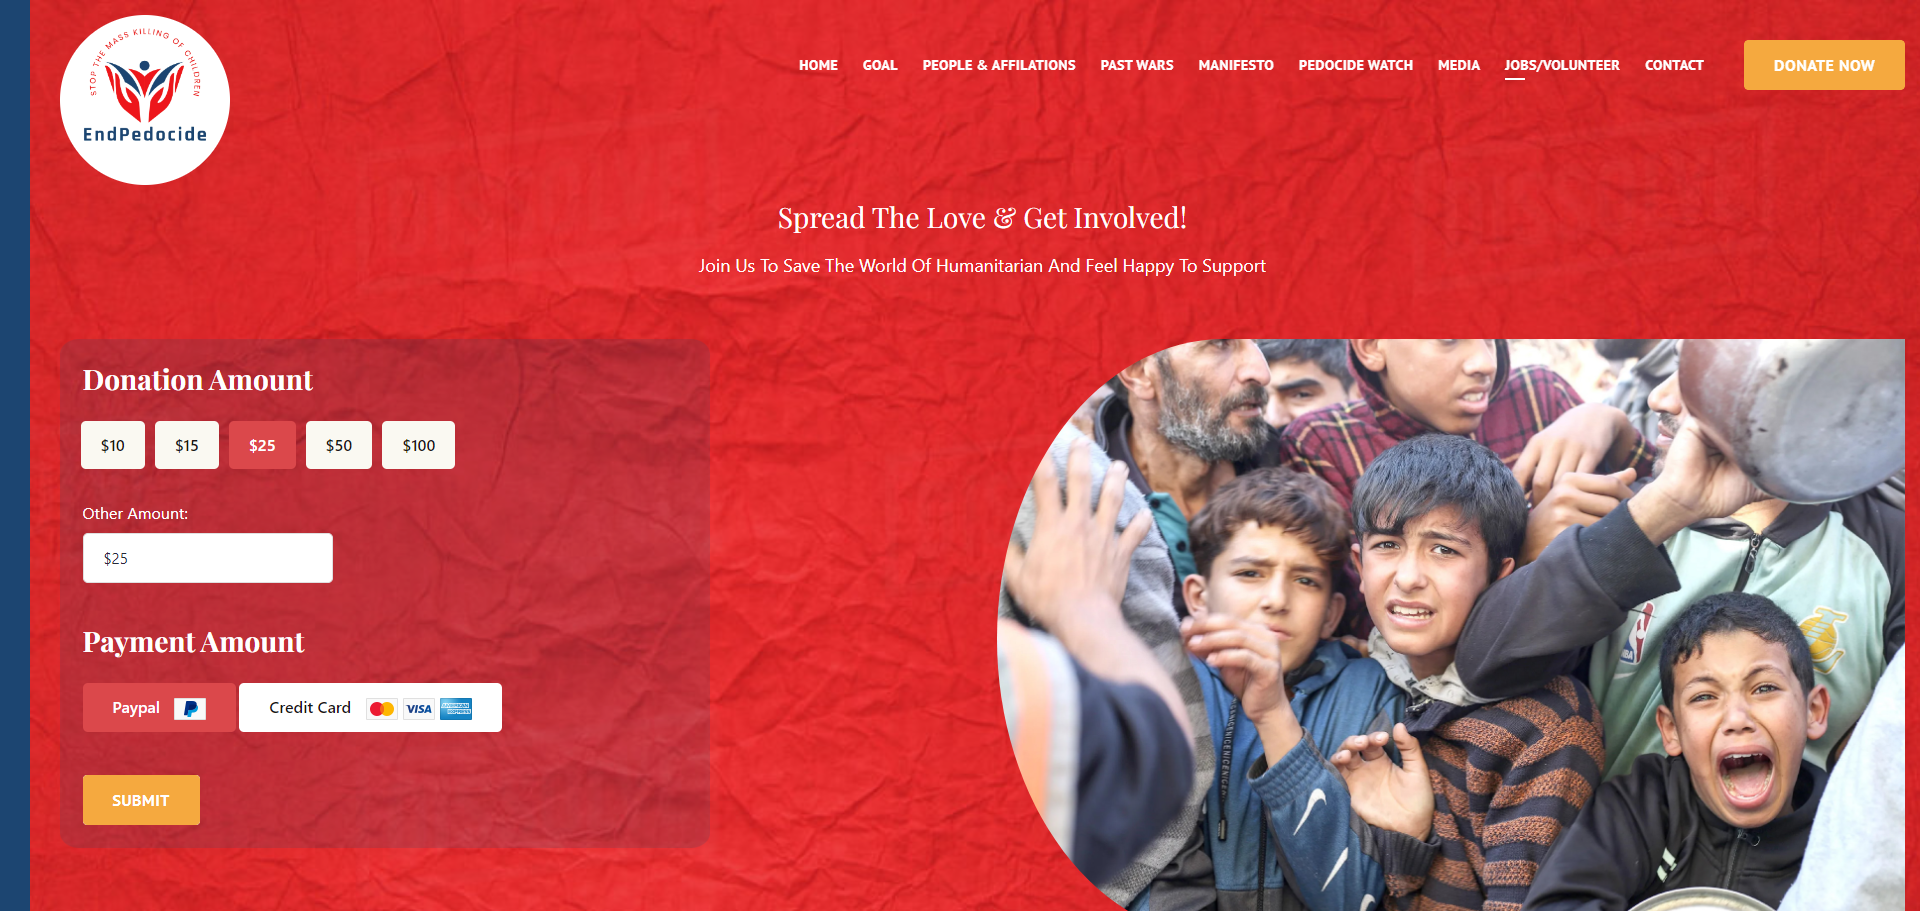 STOP THE MASS KILLING OF CHILDREN
EndPedocide
HOME GOAL PEOPLE & AFFILATIONS PAST WARS MANIFESTO PEDOCIDE WATCH MEDIA JOBS/VOLUNTEER CONTACT DONATE NOW
Spread The Love & Get Involved!
Join Us To Save The World Of Humanitarian And Feel Happy To Support
Donation Amount
$10 $15 $25 $50 $100
Other Amount:
$25
Payment Amount
Paypal Credit Card VISA AMERICAN EXPRESS
SUBMIT
NBA